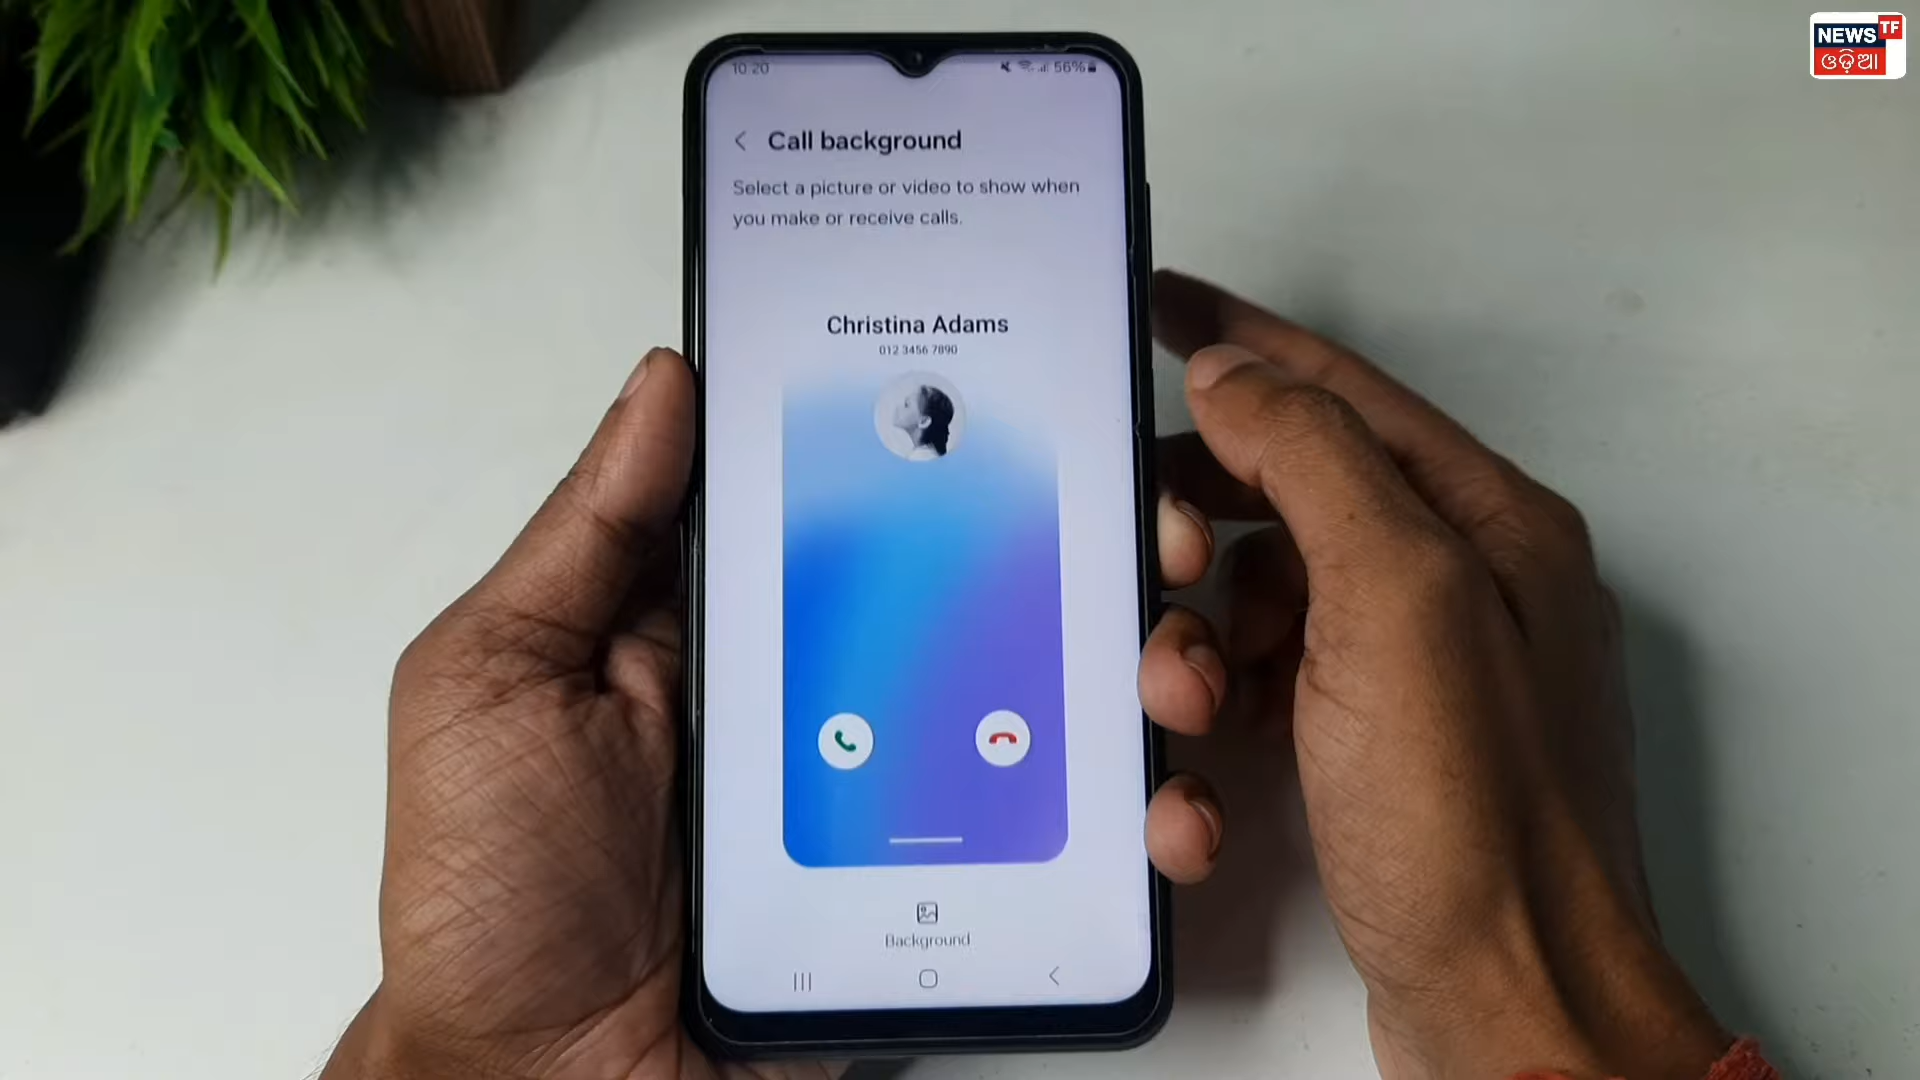 NEWS TF
ଓଡ଼ିଆ
10:20
56%
Call background
Select a picture or video to show when
you make or receive calls.
Christina Adams
012 3456 7890
Background